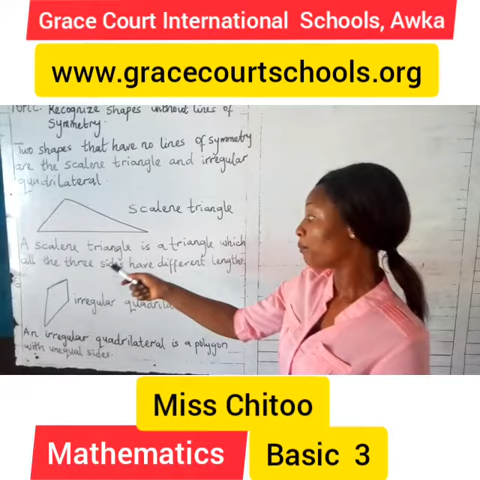 Grace Court International Schools, Awka
www.gracecourtschools.org
Topic: Recognize shapes without lines of
Symmetry.
Two shapes that have no lines of symmetry
are the scalene triangle and irregular
quadrilateral.
scalene triangle
A scalene triangle is a triangle which
all the three sides have different lengths.
irregular
An irregular quadrilateral is a polygon
with unequal sides.
Miss Chitoo
Mathematics
Basic 3